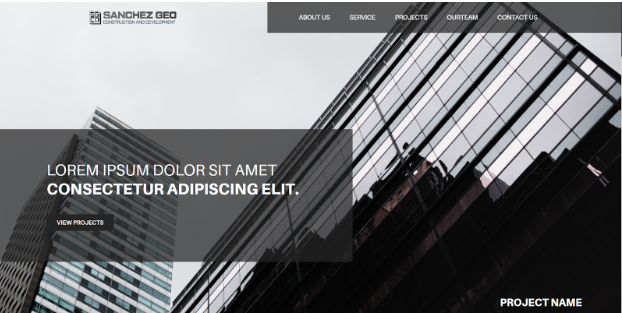 SANCHEZ GEO
CONSTRUCTION AND DEVELOPMENT
ABOUT US SERVICE PROJECTS OURTEAM CONTACT US
LOREM IPSUM DOLOR SIT AMET
CONSECTETUR ADIPISCING ELIT.
VIEW PROJECTS
PROJECT NAME